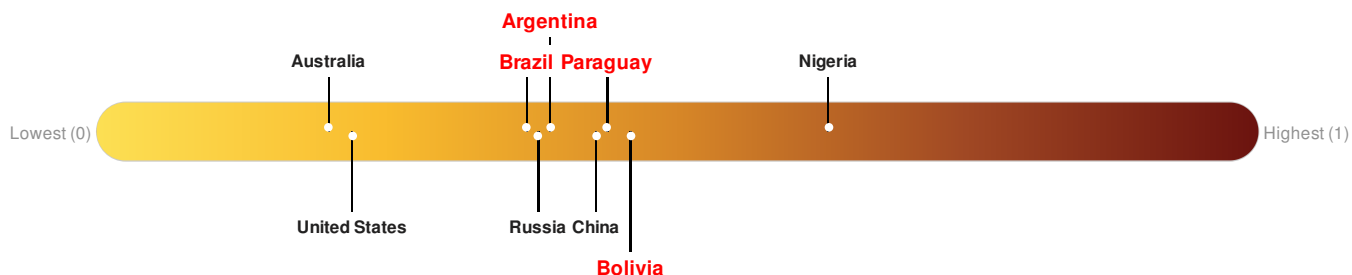 Argentina
Australia
Brazil
Paraguay
Nigeria
Lowest (0)
Highest (1)
United States
Russia
China
Bolivia